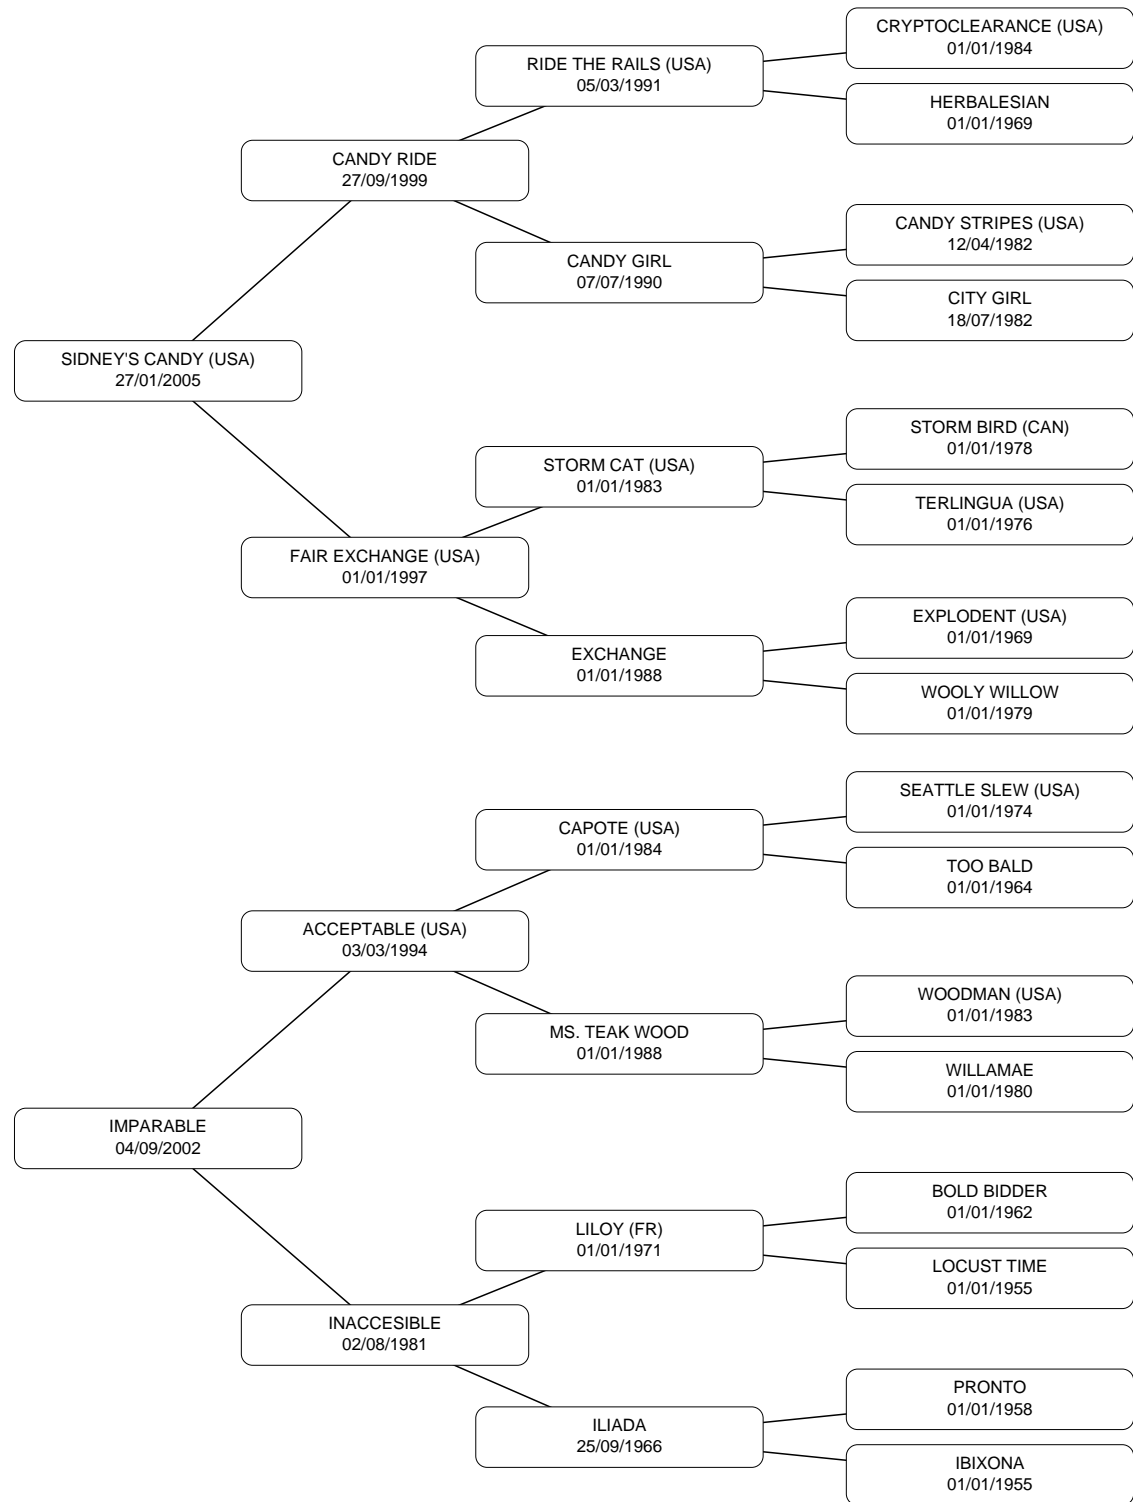 CRYPTOCLEARANCE (USA)
01/01/1984
RIDE THE RAILS (USA)
05/03/1991
HERBALESIAN
01/01/1969
CANDY RIDE
27/09/1999
CANDY STRIPES (USA)
12/04/1982
CANDY GIRL
07/07/1990
CITY GIRL
18/07/1982
SIDNEY'S CANDY (USA)
27/01/2005
STORM BIRD (CAN)
01/01/1978
STORM CAT (USA)
01/01/1983
TERLINGUA (USA)
01/01/1976
FAIR EXCHANGE (USA)
01/01/1997
EXPLODENT (USA)
01/01/1969
EXCHANGE
01/01/1988
WOOLY WILLOW
01/01/1979
SEATTLE SLEW (USA)
01/01/1974
CAPOTE (USA)
01/01/1984
TOO BALD
01/01/1964
ACCEPTABLE (USA)
03/03/1994
WOODMAN (USA)
01/01/1983
MS. TEAK WOOD
01/01/1988
WILLAMAE
01/01/1980
IMPARABLE
04/09/2002
BOLD BIDDER
01/01/1962
LILOY (FR)
01/01/1971
LOCUST TIME
01/01/1955
INACCESIBLE
02/08/1981
PRONTO
01/01/1958
ILIADA
25/09/1966
IBIXONA
01/01/1955